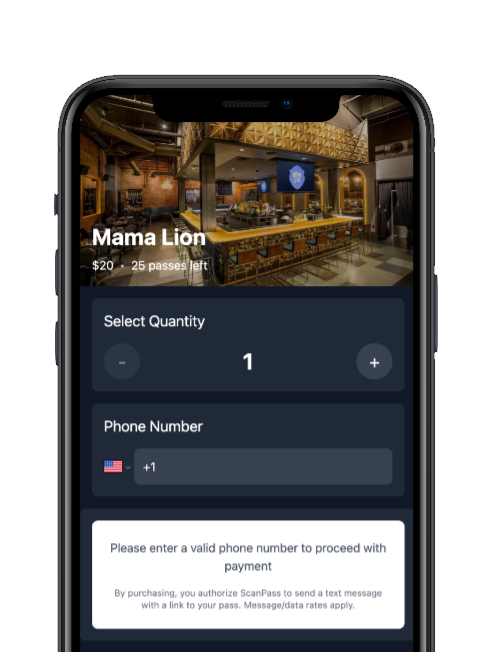 Mama Lion
$20 • 25 passes left
Select Quantity
- 1 +
Phone Number
+1
Please enter a valid phone number to proceed with
payment
By purchasing, you authorize ScanPass to send a text message
with a link to your pass. Message/data rates apply.